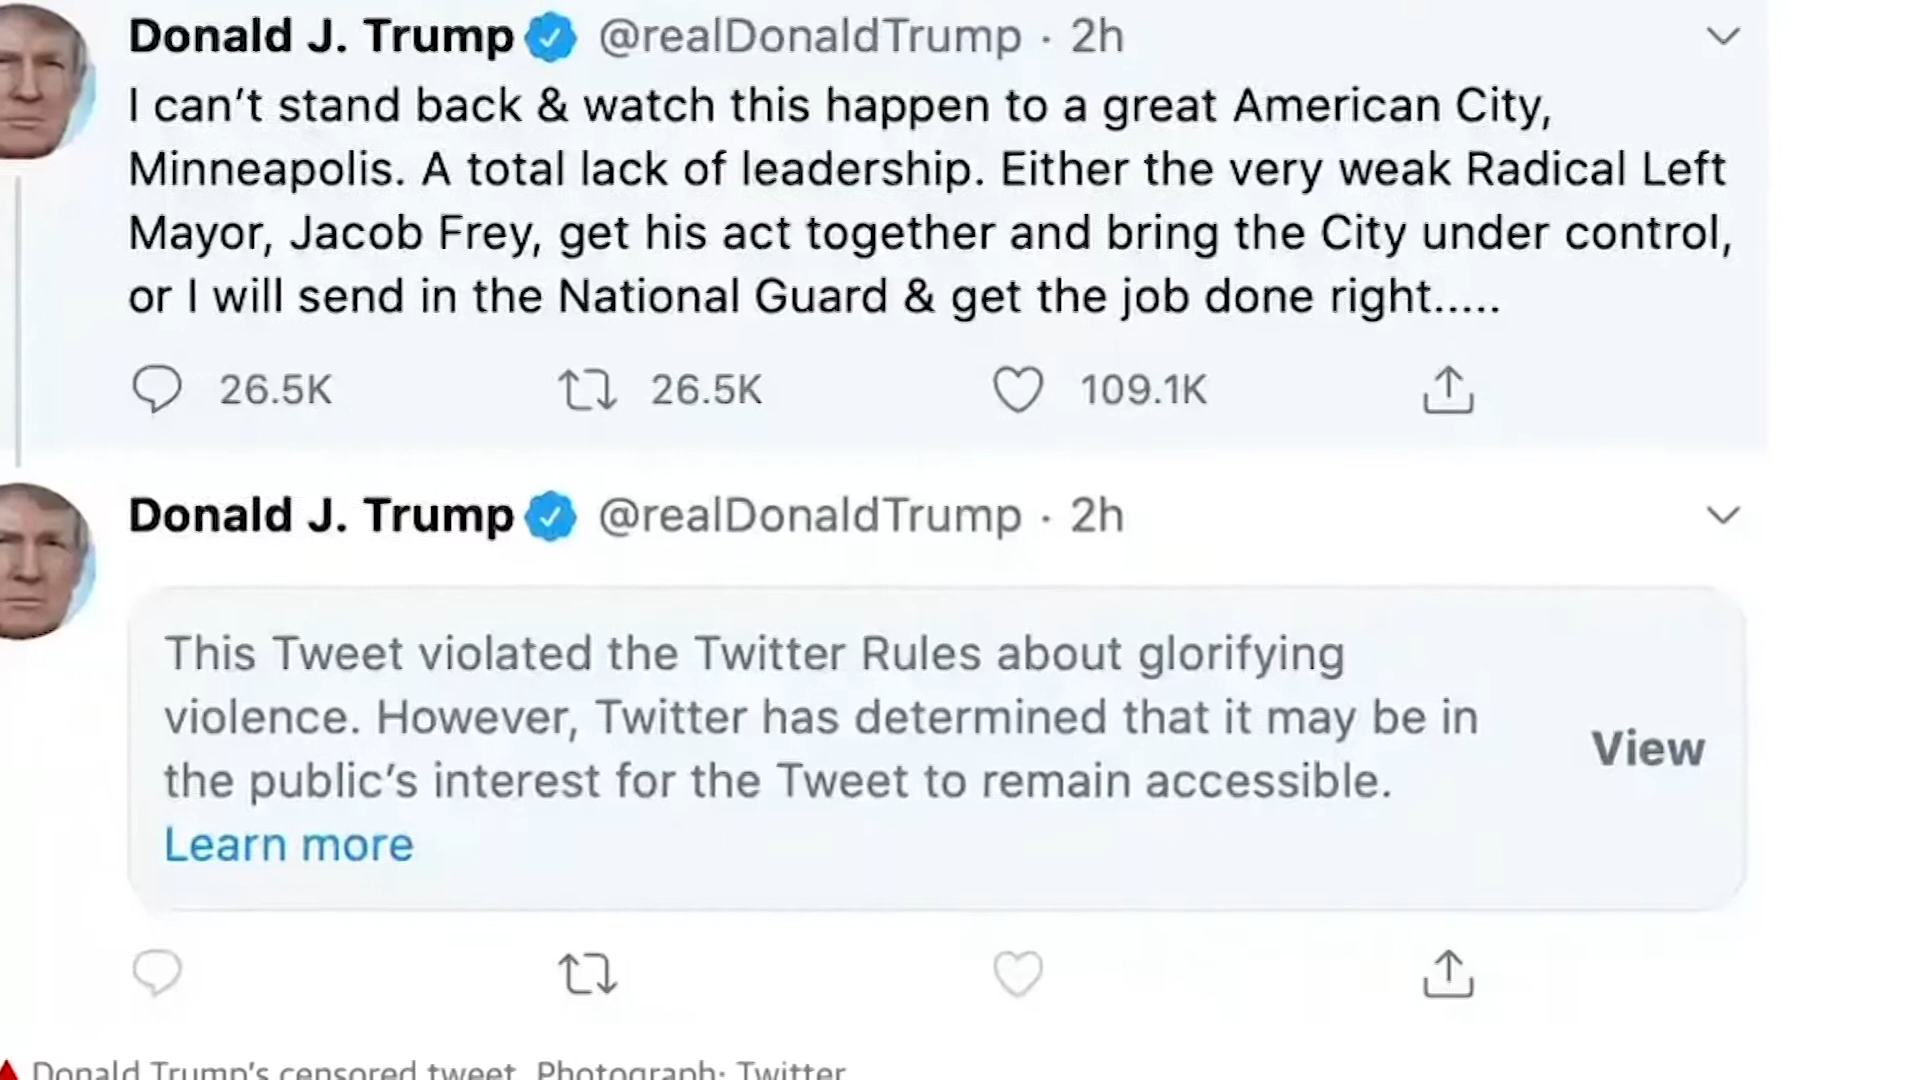 Donald J. Trump @realDonaldTrump · 2h
I can’t stand back & watch this happen to a great American City,
Minneapolis. A total lack of leadership. Either the very weak Radical Left
Mayor, Jacob Frey, get his act together and bring the City under control,
or I will send in the National Guard & get the job done right.....
26.5K 26.5K 109.1K
Donald J. Trump @realDonaldTrump · 2h
This Tweet violated the Twitter Rules about glorifying
violence. However, Twitter has determined that it may be in
the public’s interest for the Tweet to remain accessible.
View
Learn more
Donald Trump’s censored tweet. Photograph: Twitter